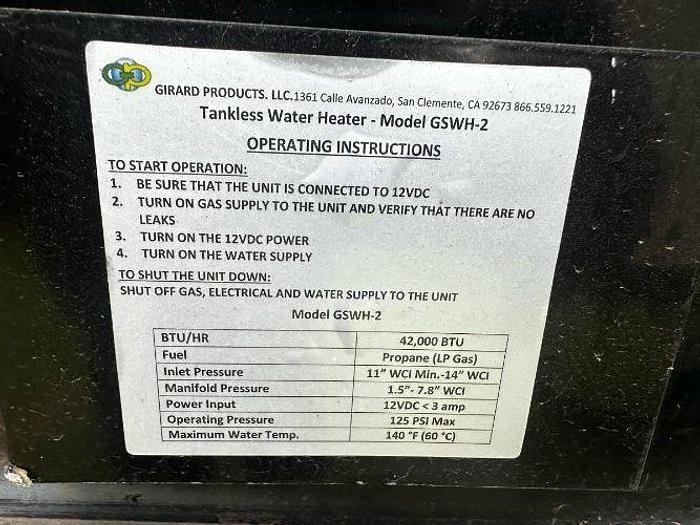 GIRARD PRODUCTS. LLC.1361 Calle Avanzado, San Clemente, CA 92673 866.559.1221
Tankless Water Heater - Model GSWH-2
OPERATING INSTRUCTIONS
TO START OPERATION:
1. BE SURE THAT THE UNIT IS CONNECTED TO 12VDC
2. TURN ON GAS SUPPLY TO THE UNIT AND VERIFY THAT THERE ARE NO
LEAKS
3. TURN ON THE 12VDC POWER
4. TURN ON THE WATER SUPPLY
TO SHUT THE UNIT DOWN:
SHUT OFF GAS, ELECTRICAL AND WATER SUPPLY TO THE UNIT
Model GSWH-2
BTU/HR 42,000 BTU
Fuel Propane (LP Gas)
Inlet Pressure 11" WCI Min.-14" WCI
Manifold Pressure 1.5"- 7.8" WCI
Power Input 12VDC < 3 amp
Operating Pressure 125 PSI Max
Maximum Water Temp. 140 °F (60 °C)